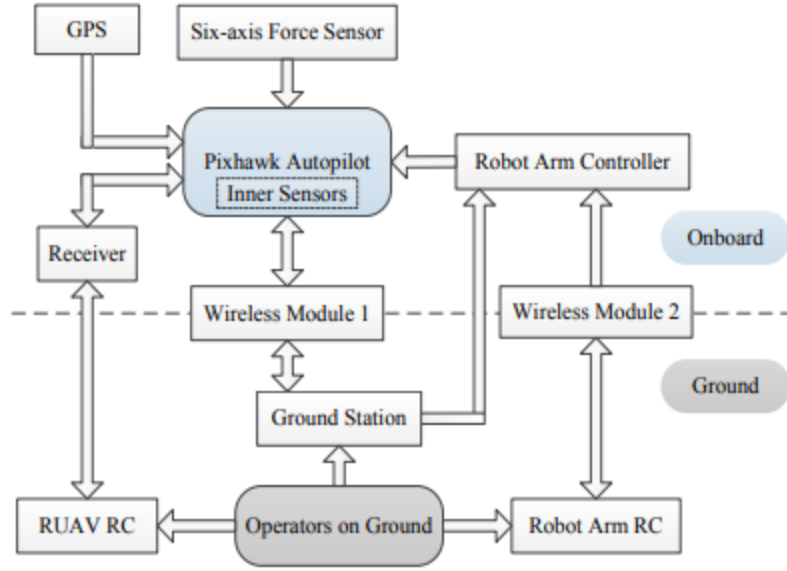 GPS
Six-axis Force Sensor
Pixhawk Autopilot
Inner Sensors
Robot Arm Controller
Receiver
Onboard
Wireless Module 1
Wireless Module 2
Ground
Ground Station
RUAV RC
Operators on Ground
Robot Arm RC